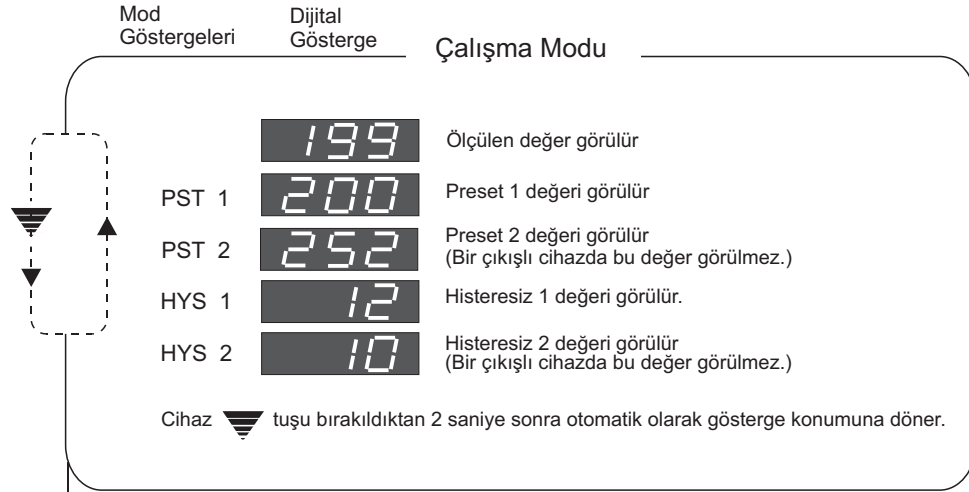 Mod
Göstergeleri
Dijital
Gösterge
Çalışma Modu
199 Ölçülen değer görülür
PST 1 200 Preset 1 değeri görülür
PST 2 252 Preset 2 değeri görülür
(Bir çıkışlı cihazda bu değer görülmez.)
HYS 1 12 Histeresiz 1 değeri görülür.
HYS 2 10 Histeresiz 2 değeri görülür
(Bir çıkışlı cihazda bu değer görülmez.)
Cihaz tuşu bırakıldıktan 2 saniye sonra otomatik olarak gösterge konumuna döner.